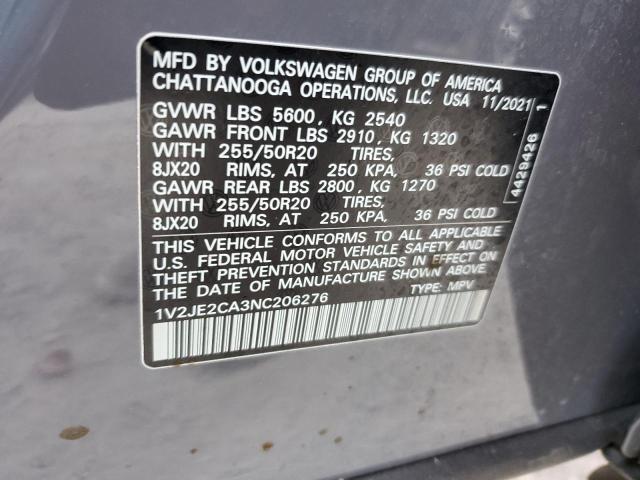 MFD BY VOLKSWAGEN GROUP OF AMERICA
CHATTANOOGA OPERATIONS, LLC. USA 11/2021
GVWR LBS 5600, KG 2540
GAWR FRONT LBS 2910, KG 1320
WITH 255/50R20 TIRES,
8JX20 RIMS, AT 250 KPA, 36 PSI COLD
GAWR REAR LBS 2800, KG 1270
WITH 255/50R20 TIRES,
8JX20 RIMS, AT 250 KPA, 36 PSI COLD
THIS VEHICLE CONFORMS TO ALL APPLICABLE
U.S. FEDERAL MOTOR VEHICLE SAFETY AND
THEFT PREVENTION STANDARDS IN EFFECT ON
THE DATE OF MANUFACTURE SHOWN ABOVE.
1V2JE2CA3NC206276 TYPE: MPV
4429426 1